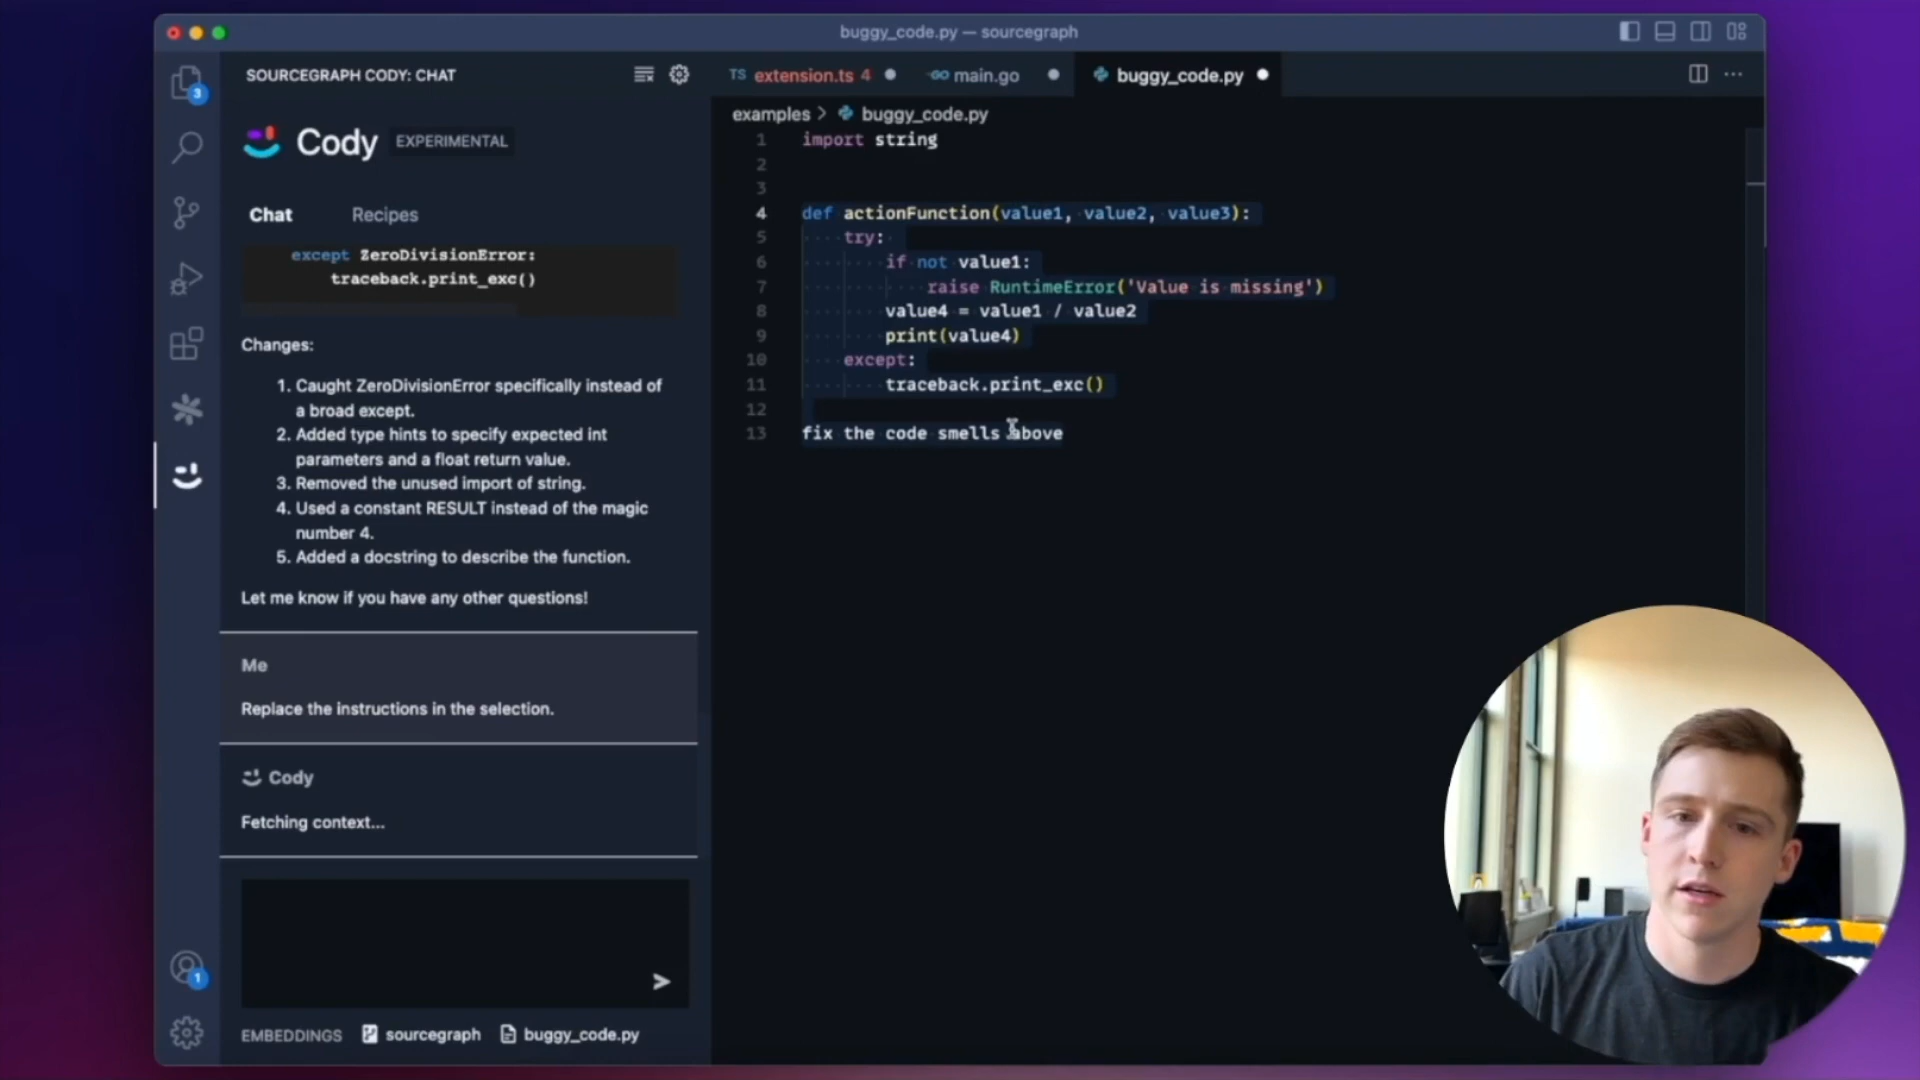 buggy_code.py — sourcegraph
SOURCEGRAPH CODY: CHAT
TS extension.ts 4
GO main.go
buggy_code.py
3
Cody EXPERIMENTAL
Chat Recipes
except ZeroDivisionError:
traceback.print_exc()
Changes:
1. Caught ZeroDivisionError specifically instead of
a broad except.
2. Added type hints to specify expected int
parameters and a float return value.
3. Removed the unused import of string.
4. Used a constant RESULT instead of the magic
number 4.
5. Added a docstring to describe the function.
Let me know if you have any other questions!
Me
Replace the instructions in the selection.
Cody
Fetching context...
1
EMBEDDINGS sourcegraph buggy_code.py
examples > buggy_code.py
1 import string
2
3
4 def actionFunction(value1, value2, value3):
5 try:
6 if not value1:
7 raise RuntimeError('Value is missing')
8 value4 = value1 / value2
9 print(value4)
10 except:
11 traceback.print_exc()
12
13 fix the code smells above